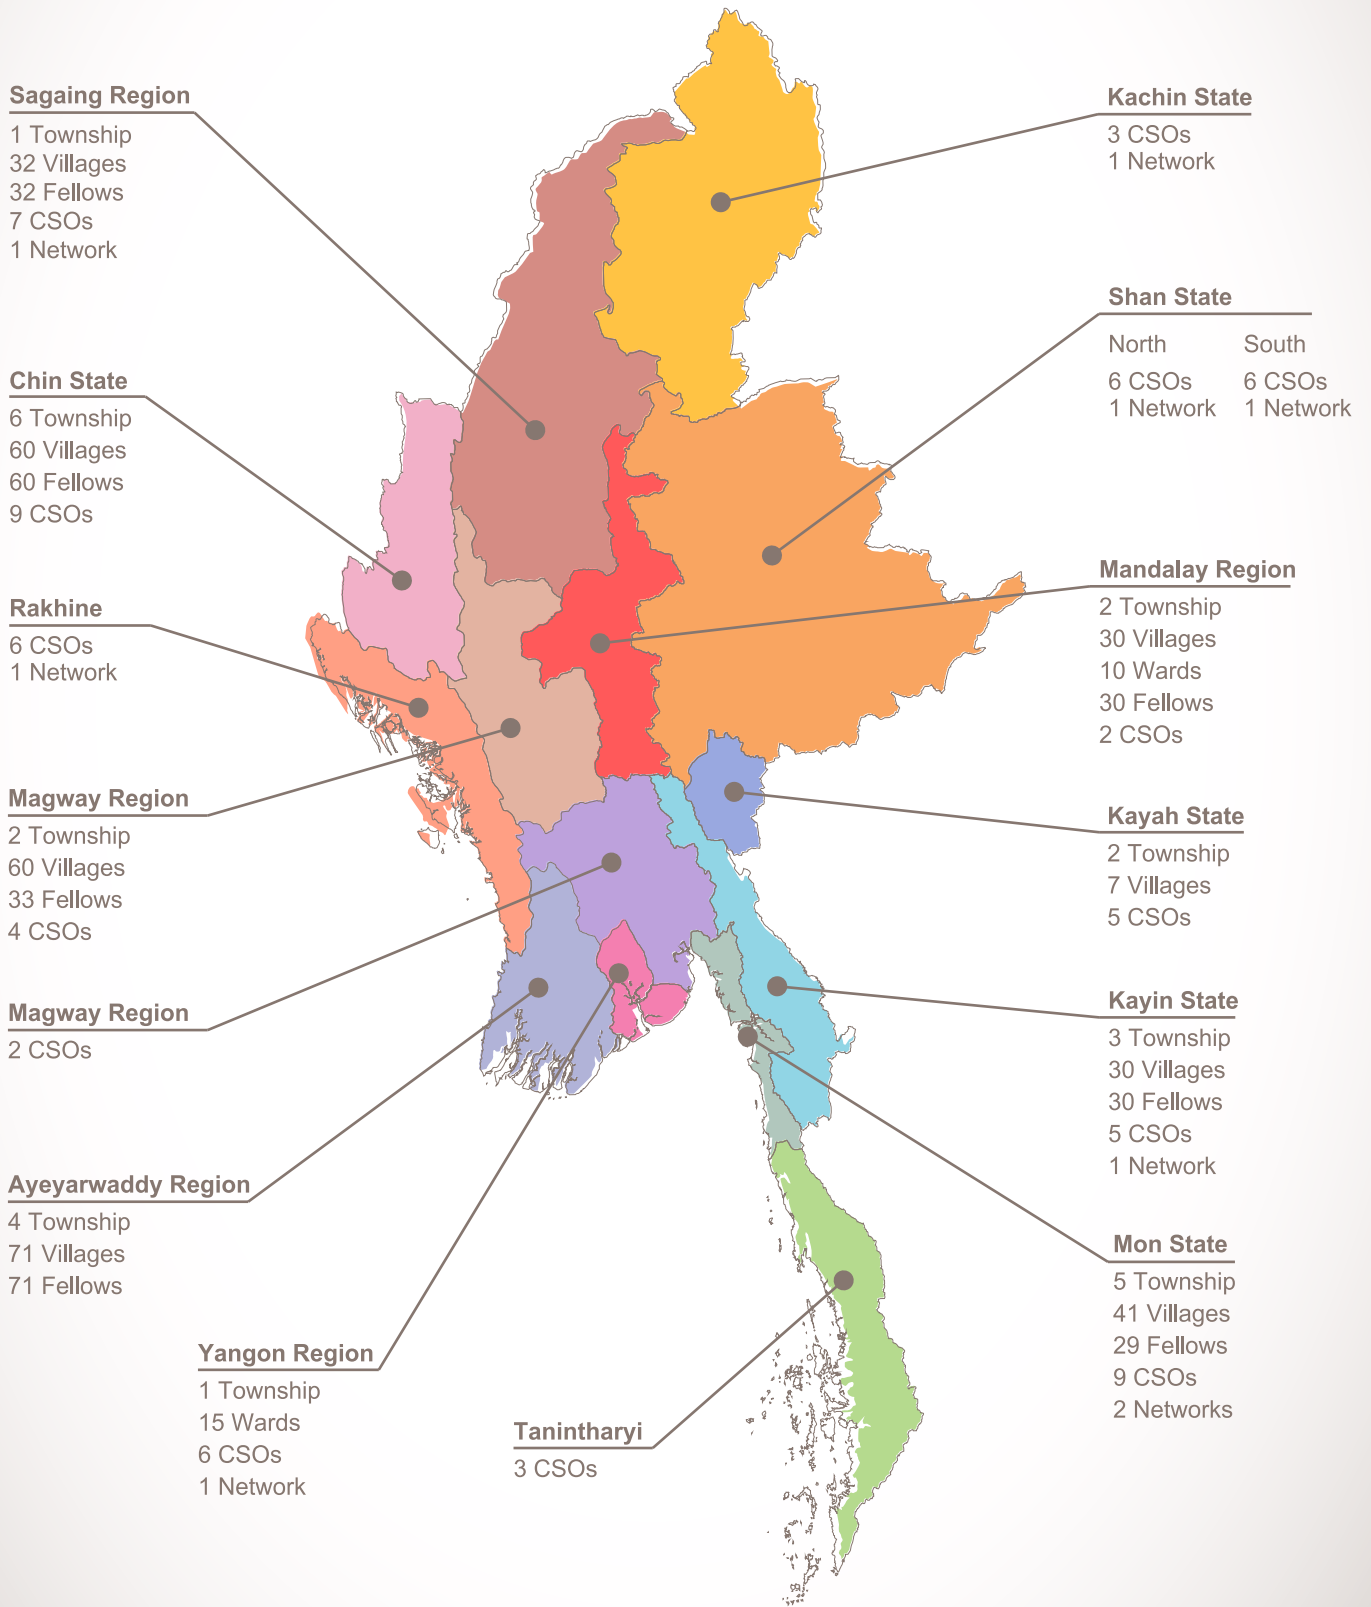 Sagaing Region
1 Township
32 Villages
32 Fellows
7 CSOs
1 Network
Chin State
6 Township
60 Villages
60 Fellows
9 CSOs
Rakhine
6 CSOs
1 Network
Magway Region
2 Township
60 Villages
33 Fellows
4 CSOs
Magway Region
2 CSOs
Ayeyarwaddy Region
4 Township
71 Villages
71 Fellows
Yangon Region
1 Township
15 Wards
6 CSOs
1 Network
Tanintharyi
3 CSOs
Kachin State
3 CSOs
1 Network
Shan State
North South
6 CSOs 6 CSOs
1 Network 1 Network
Mandalay Region
2 Township
30 Villages
10 Wards
30 Fellows
2 CSOs
Kayah State
2 Township
7 Villages
5 CSOs
Kayin State
3 Township
30 Villages
30 Fellows
5 CSOs
1 Network
Mon State
5 Township
41 Villages
29 Fellows
9 CSOs
2 Networks